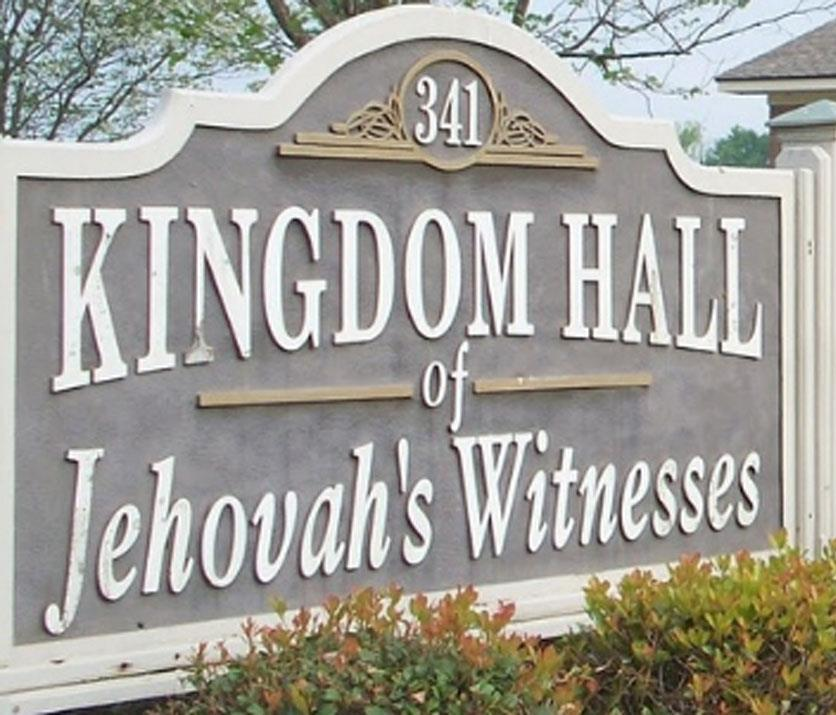 341
KINGDOM HALL
of
Jehovah's Witnesses